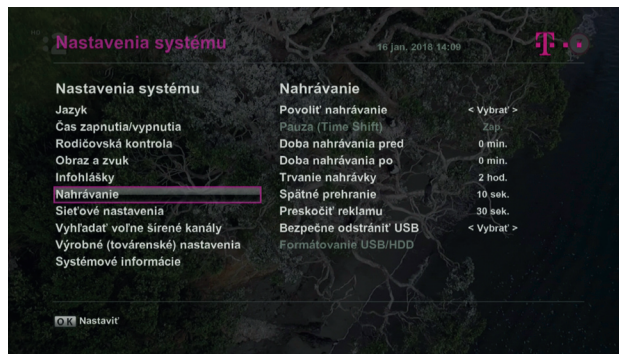 Nastavenia systému
16 jan, 2018 14:09
T
Nastavenia systému
Jazyk
Čas zapnutia/vypnutia
Rodičovská kontrola
Obraz a zvuk
Infohlášky
Nahrávanie
Sieťové nastavenia
Vyhľadať voľne šírené kanály
Výrobné (továrenské) nastavenia
Systémové informácie
Nahrávanie
Povoliť nahrávanie < Vybrať >
Pauza (Time Shift) Zap.
Doba nahrávania pred 0 min.
Doba nahrávania po 0 min.
Trvanie nahrávky 2 hod.
Spätné prehranie 10 sek.
Preskočiť reklamu 30 sek.
Bezpečne odstrániť USB < Vybrať >
Formátovanie USB/HDD
OK Nastaviť